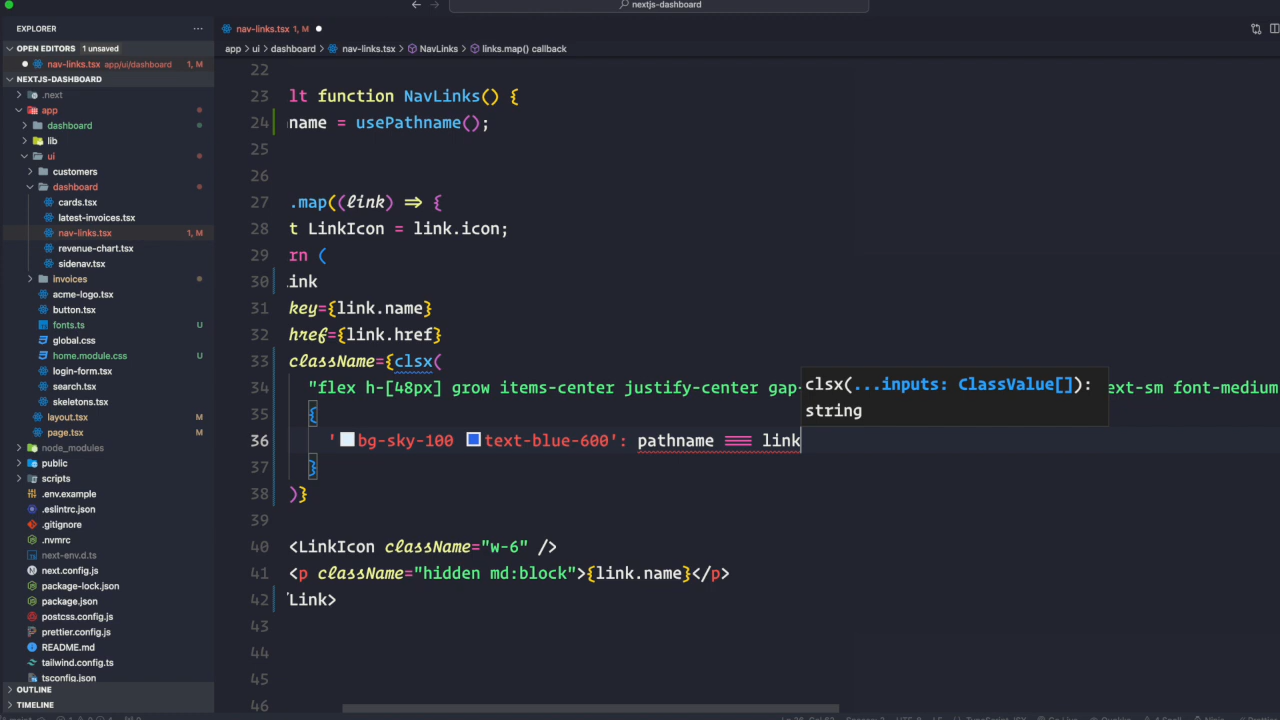 nextjs-dashboard
EXPLORER
nav-links.tsx 1, M
OPEN EDITORS 1 unsaved
nav-links.tsx app/ui/dashboard 1, M
app > ui > dashboard > nav-links.tsx > NavLinks > links.map() callback
NEXTJS-DASHBOARD
.next
app
dashboard
lib
ui
customers
dashboard
cards.tsx
latest-invoices.tsx
nav-links.tsx 1, M
revenue-chart.tsx
sidenav.tsx
invoices
acme-logo.tsx
button.tsx
fonts.ts U
global.css
home.module.css U
login-form.tsx
search.tsx
skeletons.tsx
layout.tsx M
page.tsx M
node_modules
public
scripts
.env.example
.eslintrc.json
.gitignore
.nvmrc
next-env.d.ts
next.config.js
package-lock.json
package.json
postcss.config.js
prettier.config.js
README.md
tailwind.config.ts
tsconfig.json
OUTLINE
TIMELINE
22
23 lt function NavLinks() {
24 name = usePathname();
25
26
27 .map((link) => {
28 t LinkIcon = link.icon;
29 rn (
30 ink
31 key={link.name}
32 href={link.href}
33 className={clsx(
34 "flex h-[48px] grow items-center justify-center gap ext-sm font-medium
35 {
36 'bg-sky-100 text-blue-600': pathname === link
37 }
38 )}
39
40 <LinkIcon className="w-6" />
41 <p className="hidden md:block">{link.name}</p>
42 /Link>
43
44
45
46
clsx(...inputs: ClassValue[]):
string